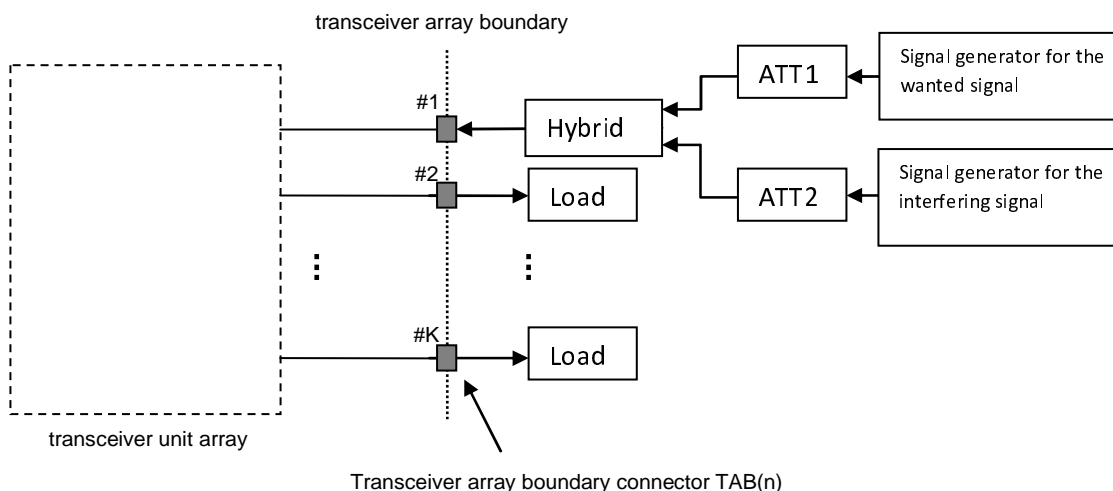 transceiver array boundary
#1
Hybrid
ATT1
Signal generator for the
wanted signal
#2
Load
ATT2
Signal generator for the
interfering signal
#K
Load
transceiver unit array
Transceiver array boundary connector TAB(n)